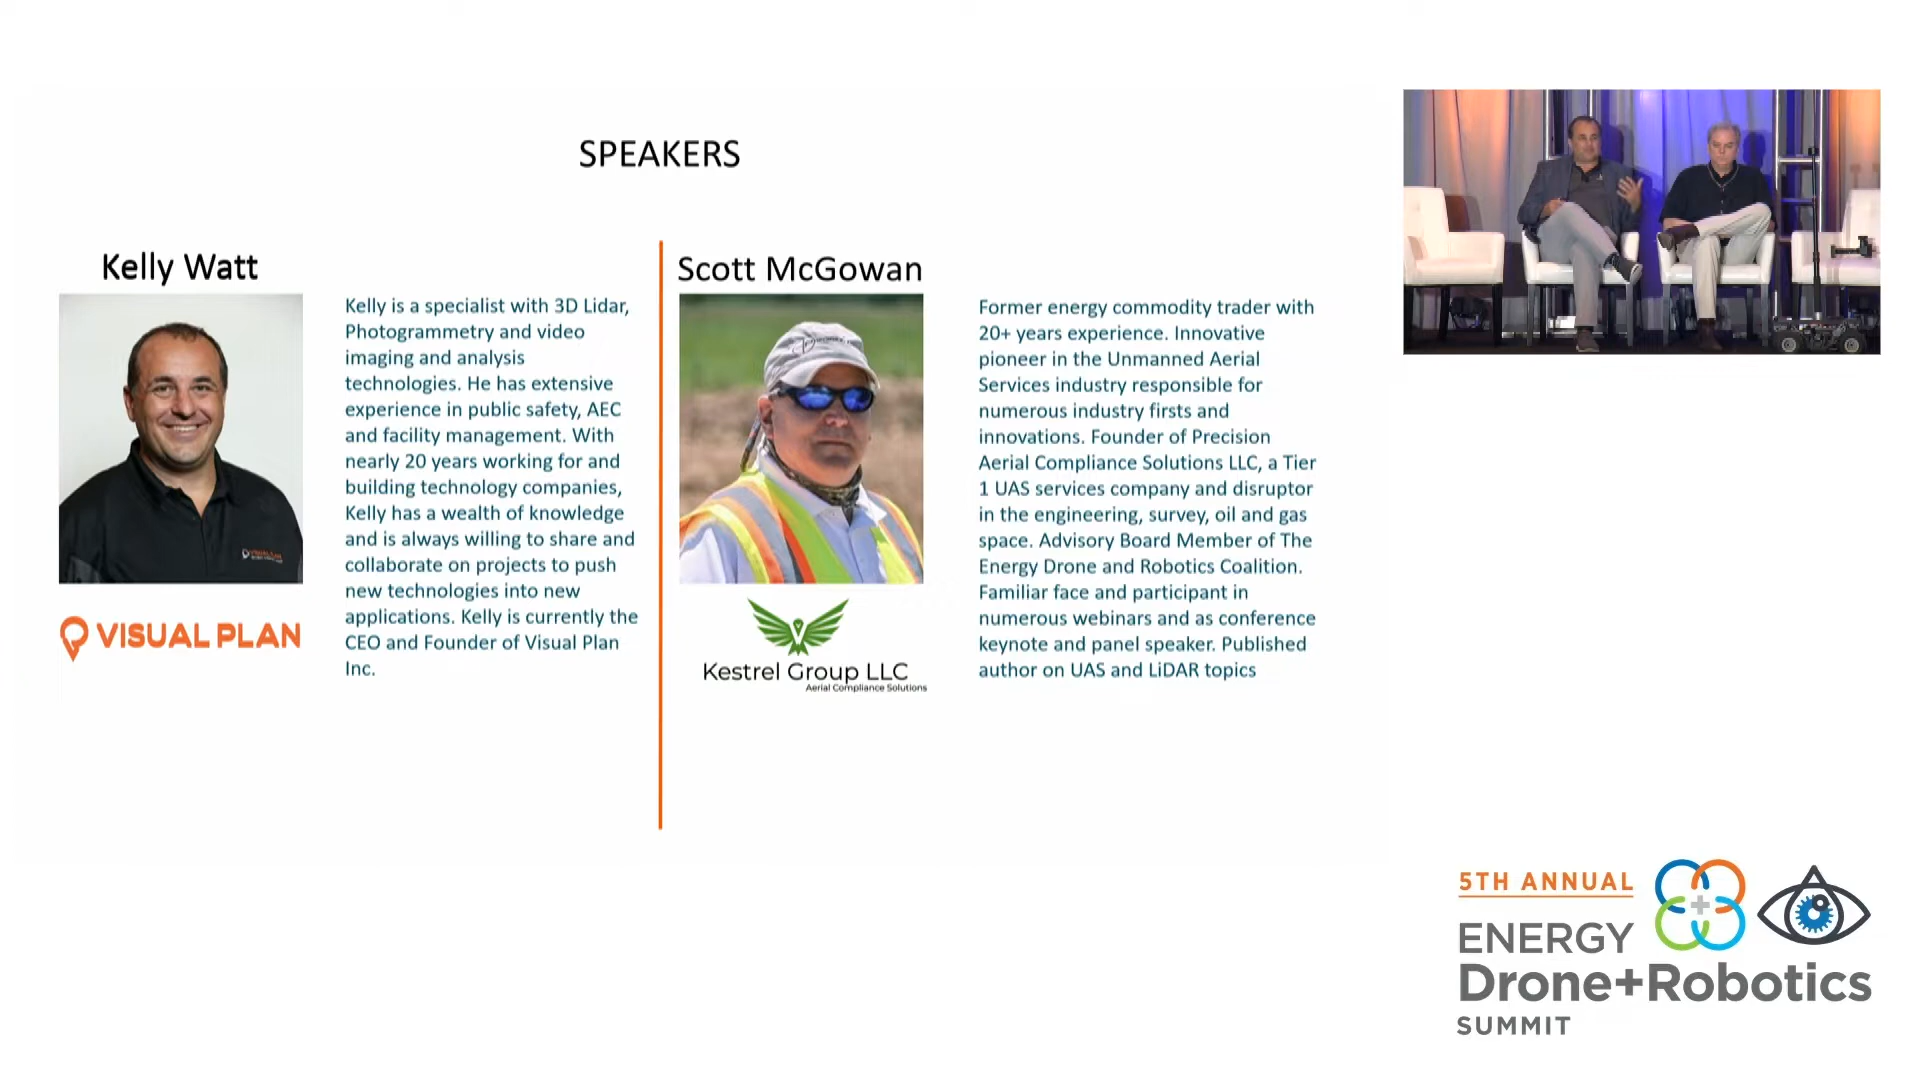 SPEAKERS
Kelly Watt
Kelly is a specialist with 3D Lidar,
Photogrammetry and video
imaging and analysis
technologies. He has extensive
experience in public safety, AEC
and facility management. With
nearly 20 years working for and
building technology companies,
Kelly has a wealth of knowledge
and is always willing to share and
collaborate on projects to push
new technologies into new
applications. Kelly is currently the
CEO and Founder of Visual Plan
Inc.
VISUAL PLAN
Scott McGowan
Former energy commodity trader with
20+ years experience. Innovative
pioneer in the Unmanned Aerial
Services industry responsible for
numerous industry firsts and
innovations. Founder of Precision
Aerial Compliance Solutions LLC, a Tier
1 UAS services company and disruptor
in the engineering, survey, oil and gas
space. Advisory Board Member of The
Energy Drone and Robotics Coalition.
Familiar face and participant in
numerous webinars and as conference
keynote and panel speaker. Published
author on UAS and LiDAR topics
Kestrel Group LLC
Aerial Compliance Solutions
5TH ANNUAL
ENERGY
Drone+Robotics
SUMMIT